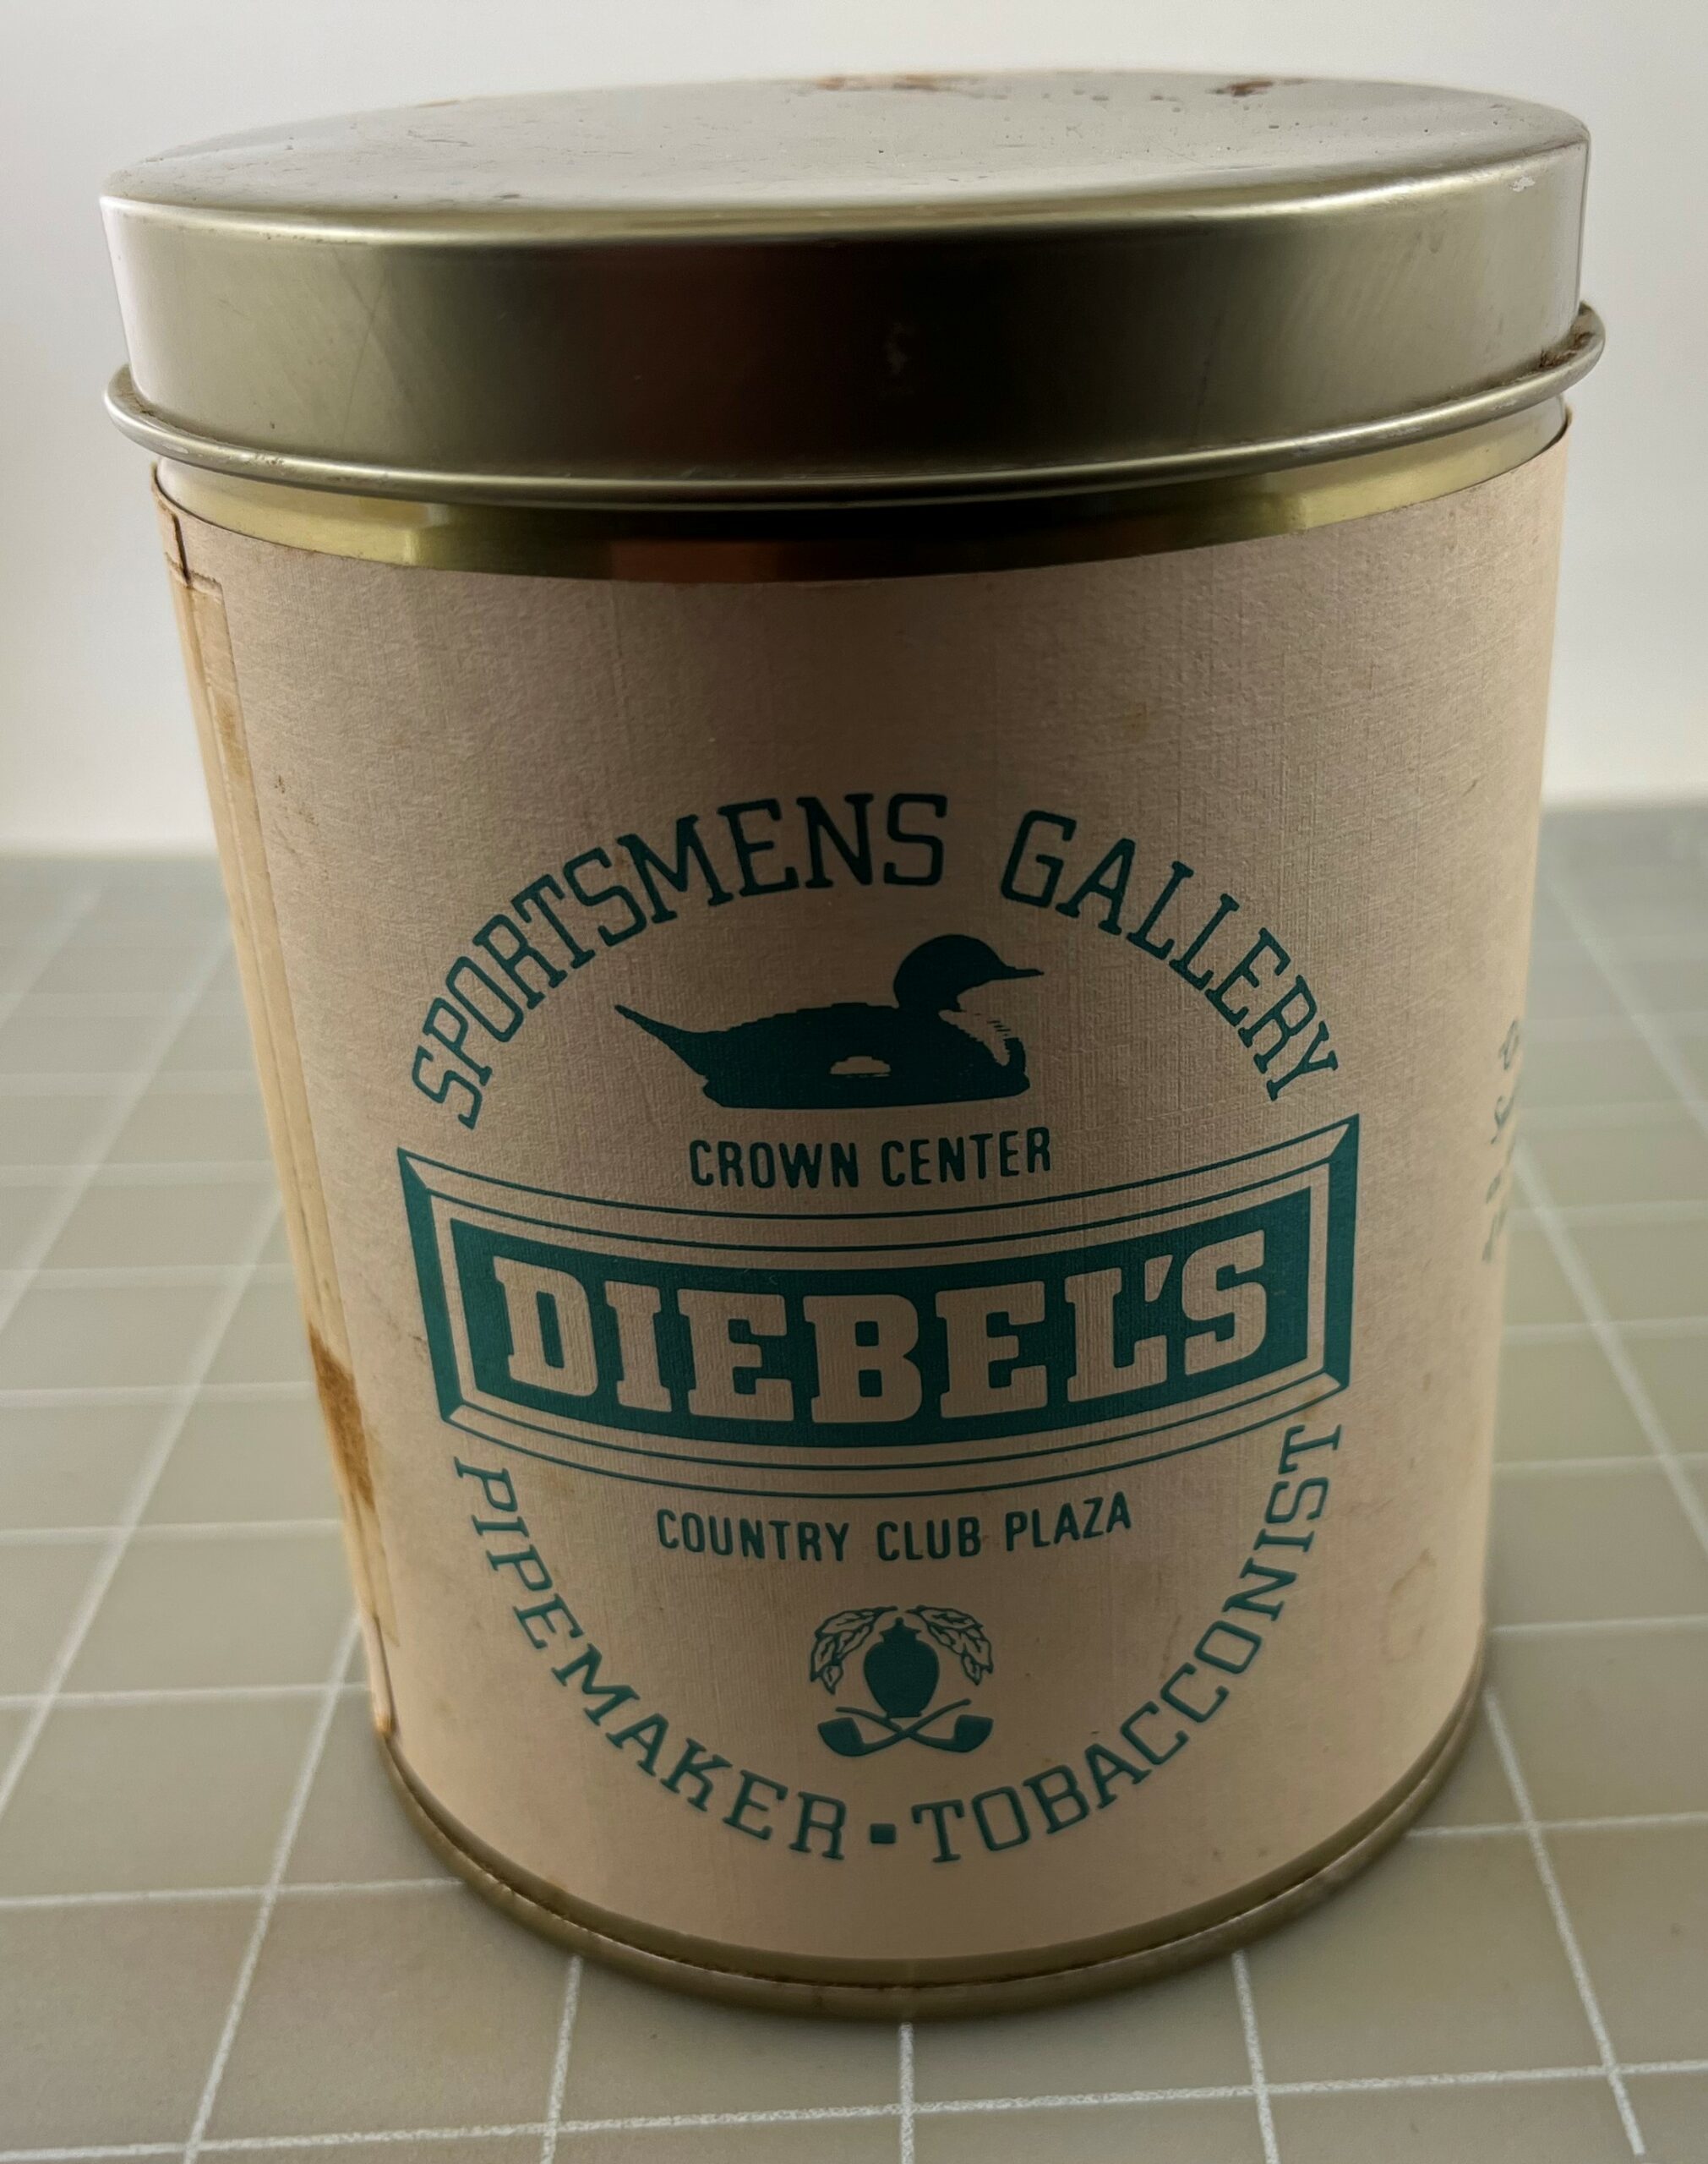 SPORTSMENS GALLERY
CROWN CENTER
DIEBEL'S
COUNTRY CLUB PLAZA
PIPEMAKER▪TOBACCONIST